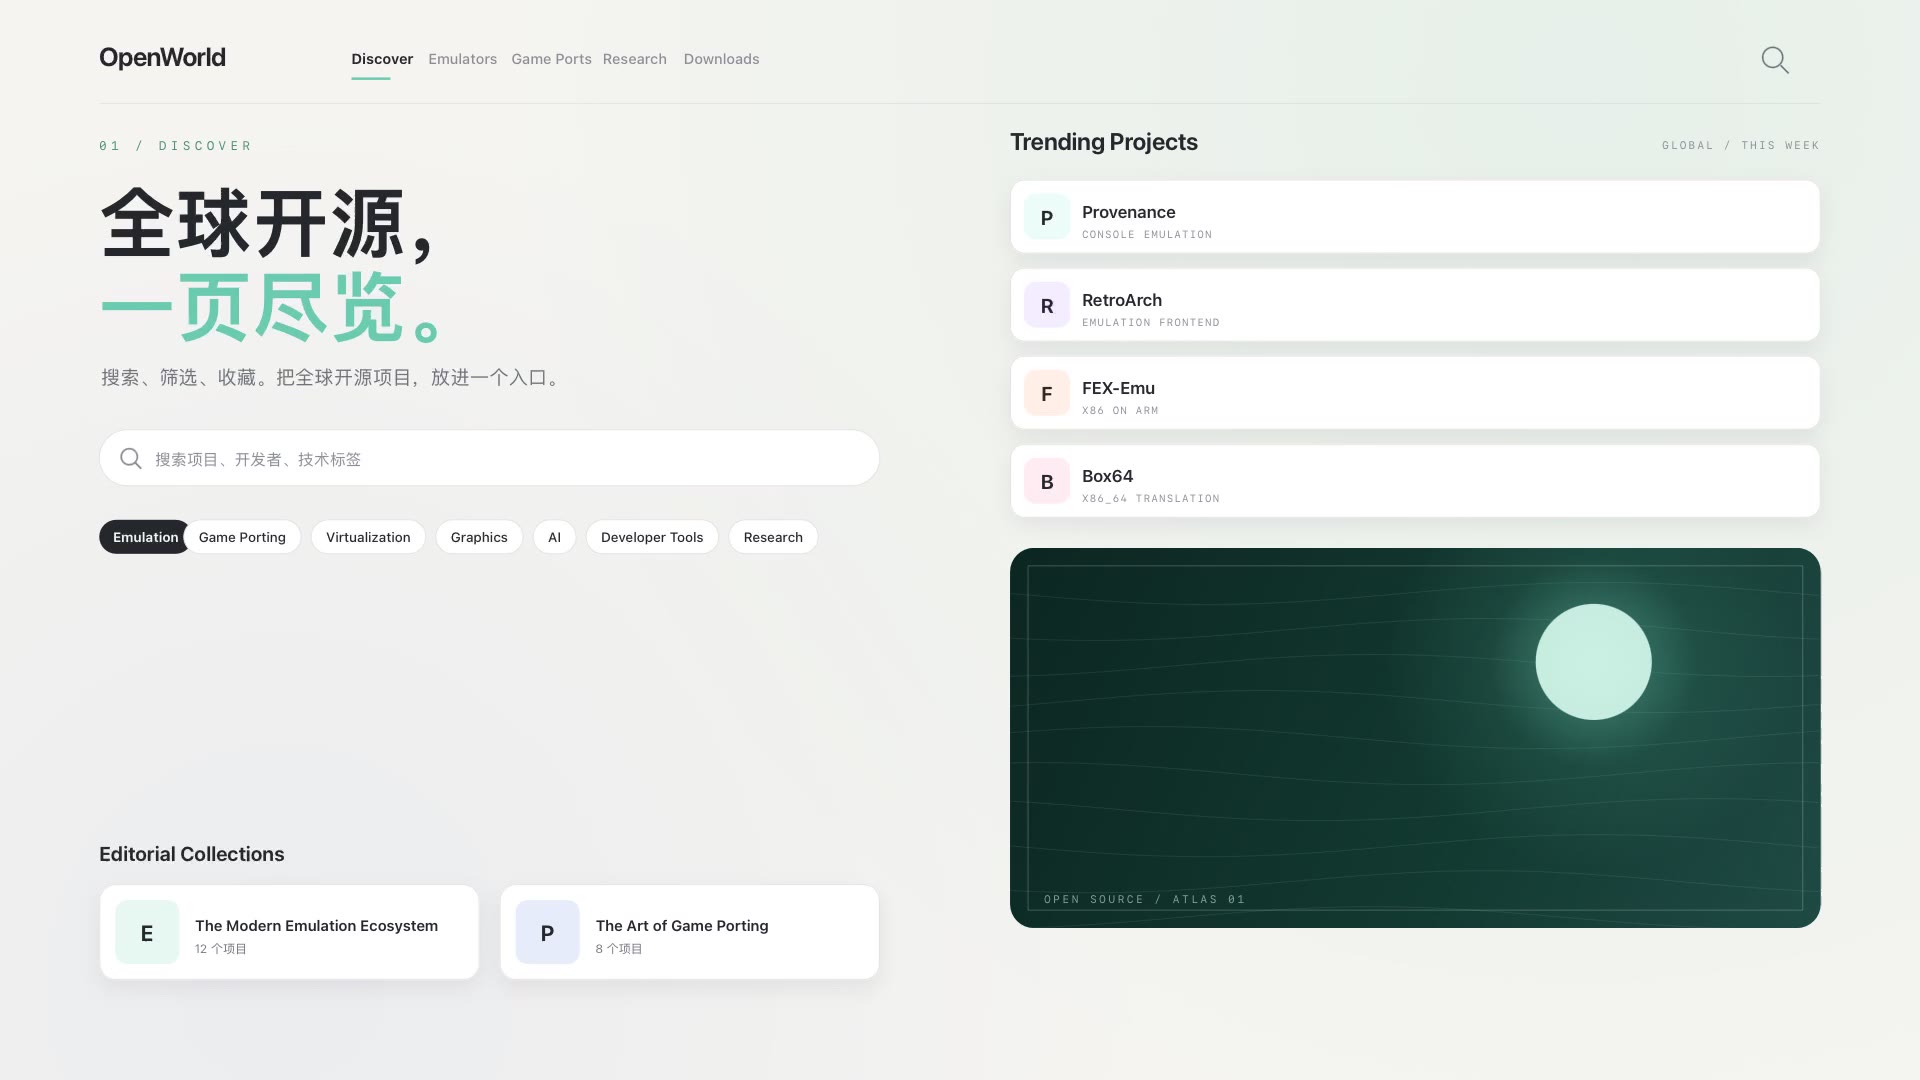 OpenWorld
Discover Emulators Game Ports Research Downloads
01 / DISCOVER
全球开源，
一页尽览。
搜索、筛选、收藏。把全球开源项目，放进一个入口。
搜索项目、开发者、技术标签
Emulation Game Porting Virtualization Graphics AI Developer Tools Research
Editorial Collections
E
The Modern Emulation Ecosystem
12 个项目
P
The Art of Game Porting
8 个项目
Trending Projects
GLOBAL / THIS WEEK
P
Provenance
CONSOLE EMULATION
R
RetroArch
EMULATION FRONTEND
F
FEX-Emu
X86 ON ARM
B
Box64
X86_64 TRANSLATION
OPEN SOURCE / ATLAS 01